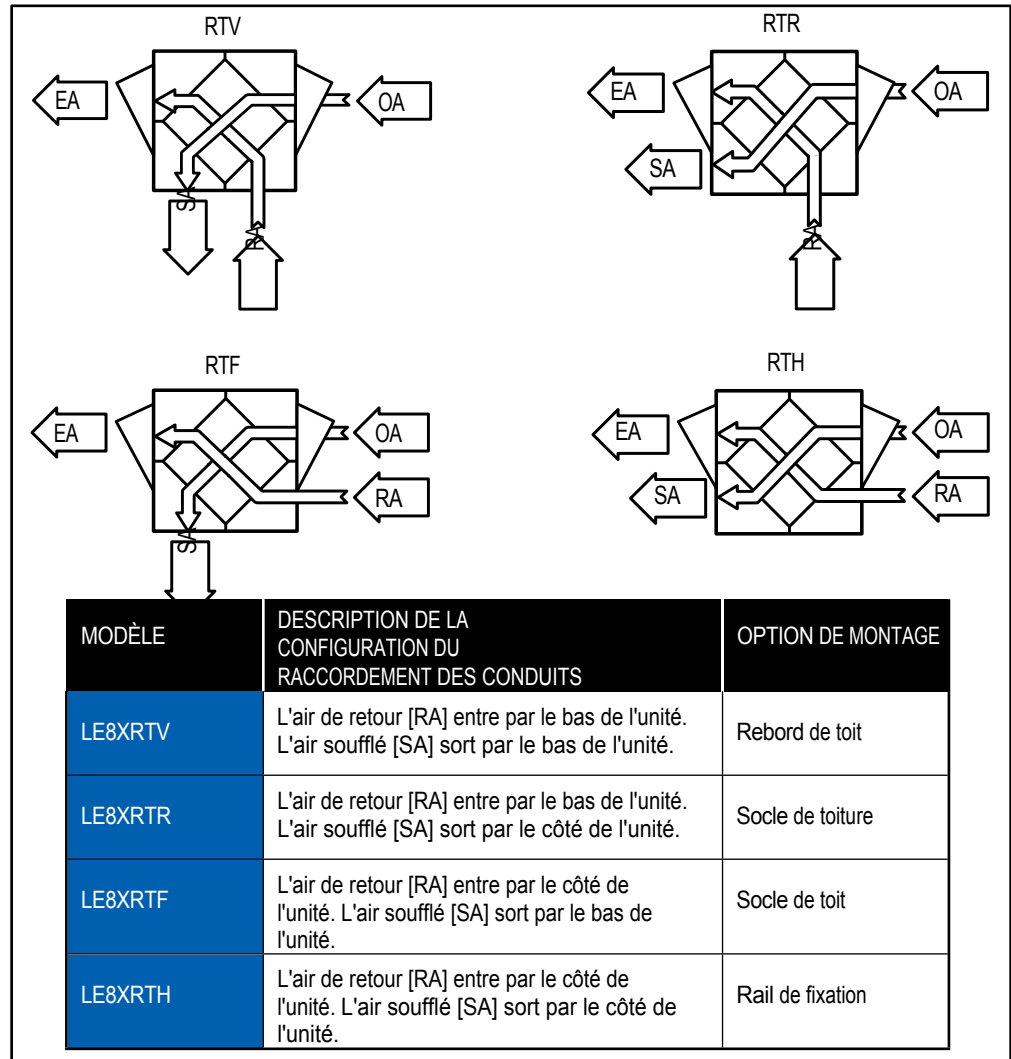 RTV
EA
OA
SA
RA
RTR
EA
OA
SA
RA
RTF
EA
OA
RA
SA
RTH
EA
OA
SA
RA
MODÈLE
DESCRIPTION DE LA
CONFIGURATION DU
RACCORDEMENT DES CONDUITS
OPTION DE MONTAGE
LE8XRTV
L'air de retour [RA] entre par le bas de l'unité.
L'air soufflé [SA] sort par le bas de l'unité.
Rebord de toit
LE8XRTR
L'air de retour [RA] entre par le bas de l'unité.
L'air soufflé [SA] sort par le côté de l'unité.
Socle de toiture
LE8XRTF
L'air de retour [RA] entre par le côté de
l'unité. L'air soufflé [SA] sort par le bas de
l'unité.
Socle de toit
LE8XRTH
L'air de retour [RA] entre par le côté de
l'unité. L'air soufflé [SA] sort par le côté de
l'unité.
Rail de fixation